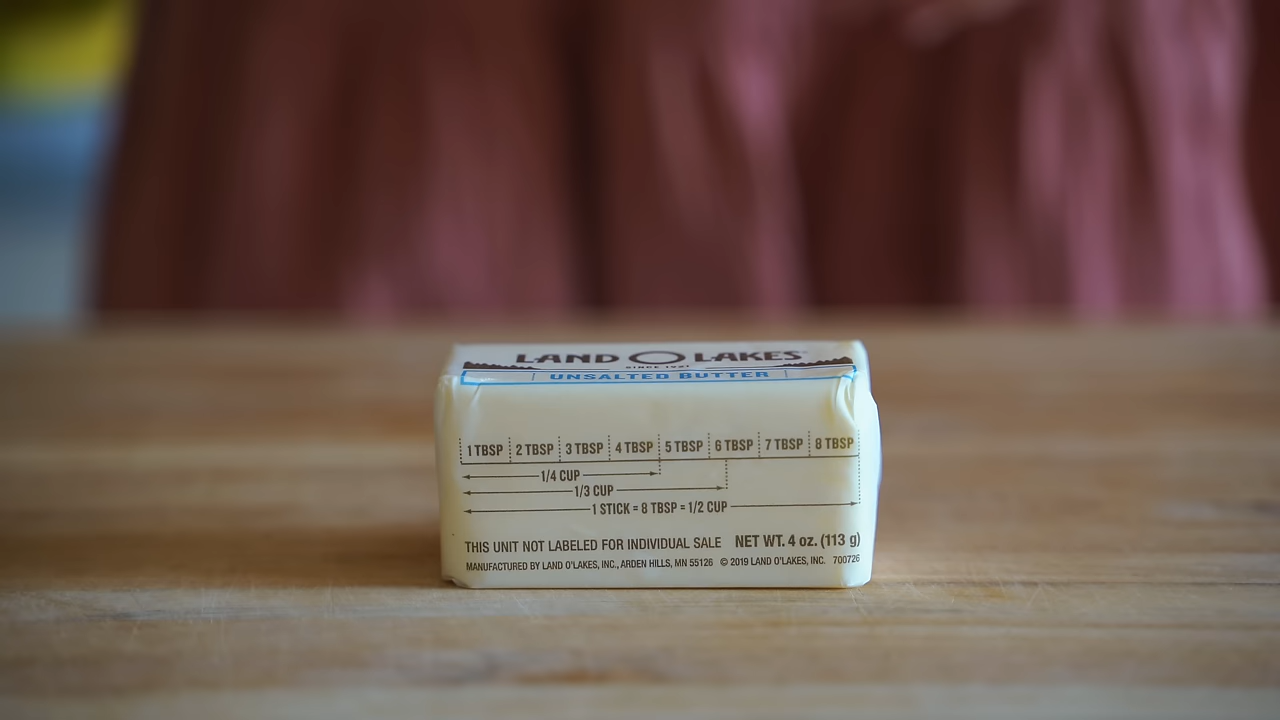 LAND O LAKES
SINCE 1921
UNSALTED BUTTER
1 TBSP 2 TBSP 3 TBSP 4 TBSP 5 TBSP 6 TBSP 7 TBSP 8 TBSP
1/4 CUP
1/3 CUP
1 STICK = 8 TBSP = 1/2 CUP
THIS UNIT NOT LABELED FOR INDIVIDUAL SALE NET WT. 4 oz. (113 g)
MANUFACTURED BY LAND O'LAKES, INC., ARDEN HILLS, MN 55126 © 2019 LAND O'LAKES, INC. 700726